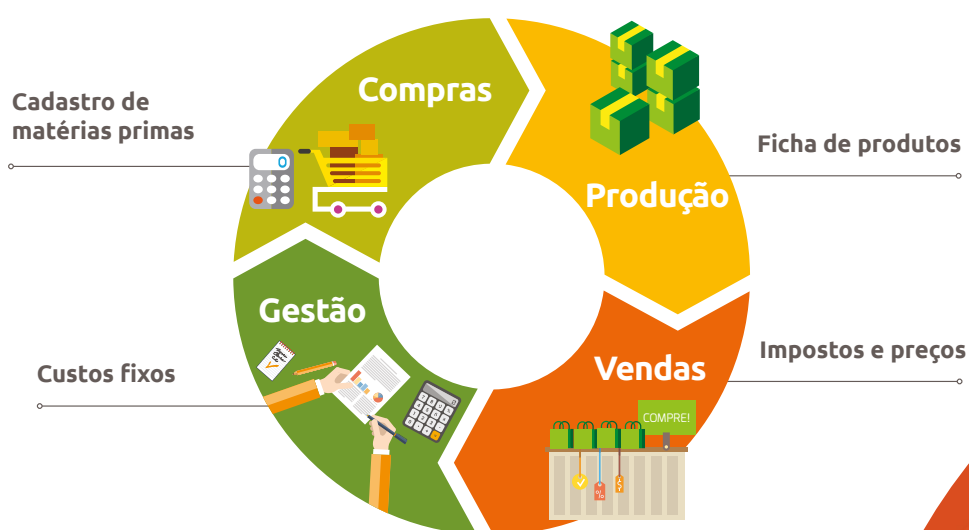 Compras
Cadastro de
matérias primas
Ficha de produtos
Produção
Gestão
Vendas
Impostos e preços
Custos fixos
COMPRE!